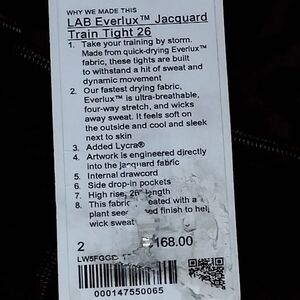 WHY WE MADE THIS
LAB Everlux™ Jacquard
Train Tight 26
1. Take your training by storm.
Made from quick-drying Everlux™
fabric, these tights are built
to withstand a hit of sweat and
dynamic movement
2. Our fastest drying fabric,
Everlux™ is ultra-breathable,
four-way stretch, and wicks
away sweat. It feels soft on
the outside and cool and sleek
next to skin
3. Added Lycra®
4. Artwork is engineered directly
into the jacquard fabric
5. Internal drawcord
6. Side drop-in pockets
7. High rise, 26" length
8. This fabric eated with a
plant seed finish to help
wick sweat
2 168.00
000147550065